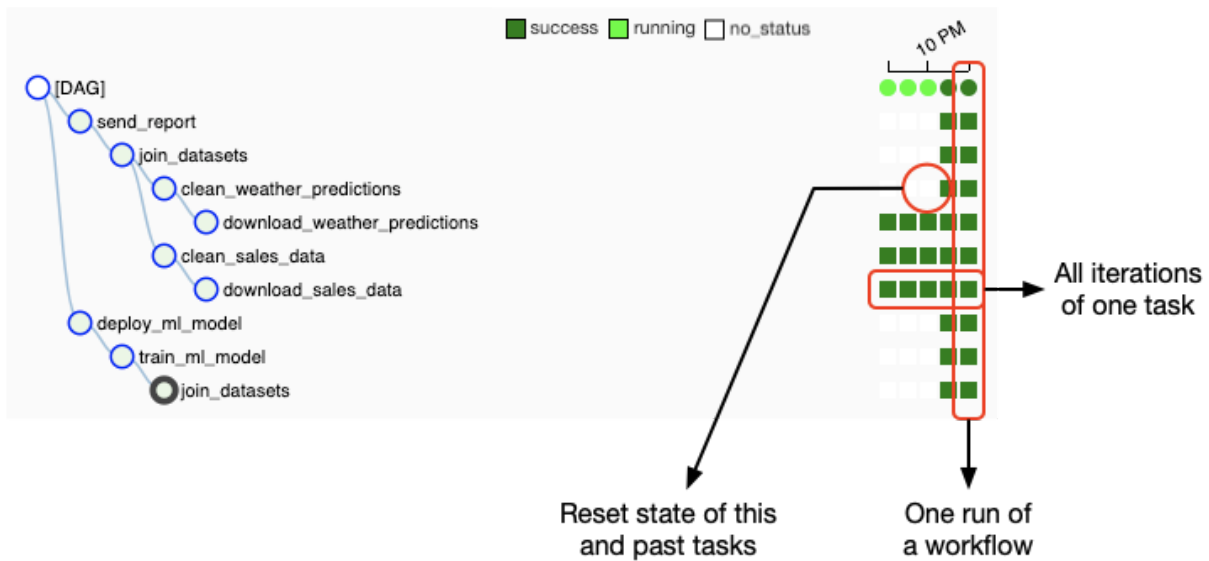 success running no_status
10 PM
[DAG]
send_report
join_datasets
clean_weather_predictions
download_weather_predictions
clean_sales_data
download_sales_data
deploy_ml_model
train_ml_model
join_datasets
All iterations
of one task
Reset state of this
and past tasks
One run of
a workflow